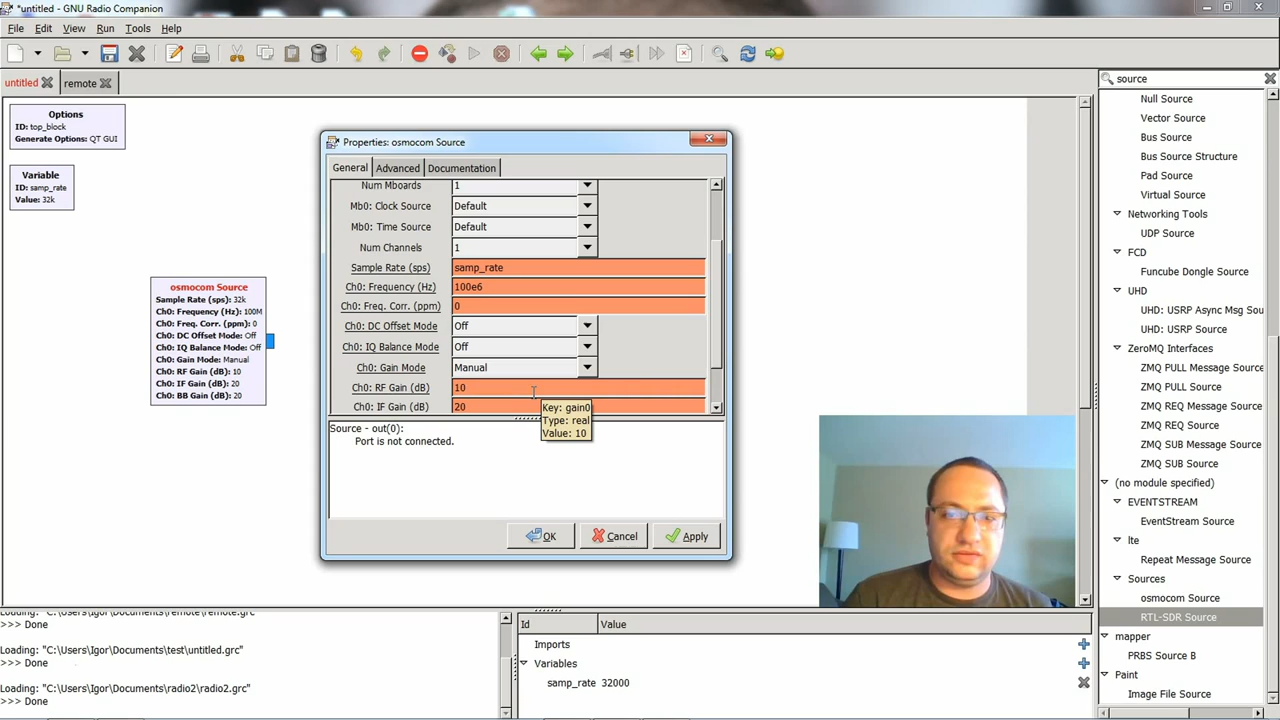 *untitled - GNU Radio Companion
File Edit View Run Tools Help
untitled remote
source
Options
ID: top_block
Generate Options: QT GUI
Variable
ID: samp_rate
Value: 32k
osmocom Source
Sample Rate (sps): 32k
Ch0: Frequency (Hz): 100M
Ch0: Freq. Corr. (ppm): 0
Ch0: DC Offset Mode: Off
Ch0: IQ Balance Mode: Off
Ch0: Gain Mode: Manual
Ch0: RF Gain (dB): 10
Ch0: IF Gain (dB): 20
Ch0: BB Gain (dB): 20
Properties: osmocom Source
General Advanced Documentation
Num Mboards 1
Mb0: Clock Source Default
Mb0: Time Source Default
Num Channels 1
Sample Rate (sps) samp_rate
Ch0: Frequency (Hz) 100e6
Ch0: Freq. Corr. (ppm) 0
Ch0: DC Offset Mode Off
Ch0: IQ Balance Mode Off
Ch0: Gain Mode Manual
Ch0: RF Gain (dB) 10
Ch0: IF Gain (dB) 20
Key: gain0
Type: real
Value: 10
Source - out(0):
Port is not connected.
OK Cancel Apply
Null Source
Vector Source
Bus Source
Bus Source Structure
Pad Source
Virtual Source
Networking Tools
UDP Source
FCD
Funcube Dongle Source
UHD
UHD: USRP Async Msg Sou
UHD: USRP Source
ZeroMQ Interfaces
ZMQ PULL Message Source
ZMQ PULL Source
ZMQ REQ Message Source
ZMQ REQ Source
ZMQ SUB Message Source
ZMQ SUB Source
(no module specified)
EVENTSTREAM
EventStream Source
lte
Repeat Message Source
Sources
osmocom Source
RTL-SDR Source
mapper
PRBS Source B
Paint
Image File Source
Loading: "C:\Users\Igor\Documents\remote\remote.grc"
>>> Done
Loading: "C:\Users\Igor\Documents\test\untitled.grc"
>>> Done
Loading: "C:\Users\Igor\Documents\radio2\radio2.grc"
>>> Done
Id Value
Imports
Variables
samp_rate 32000